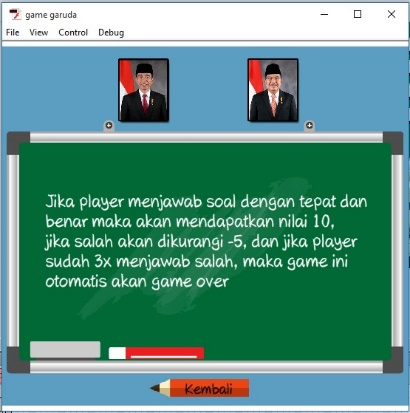 game garuda
File View Control Debug
Jika player menjawab soal dengan tepat dan
benar maka akan mendapatkan nilai 10,
jika salah akan dikurangi -5, dan jika player
sudah 3x menjawab salah, maka game ini
otomatis akan game over
Kembali